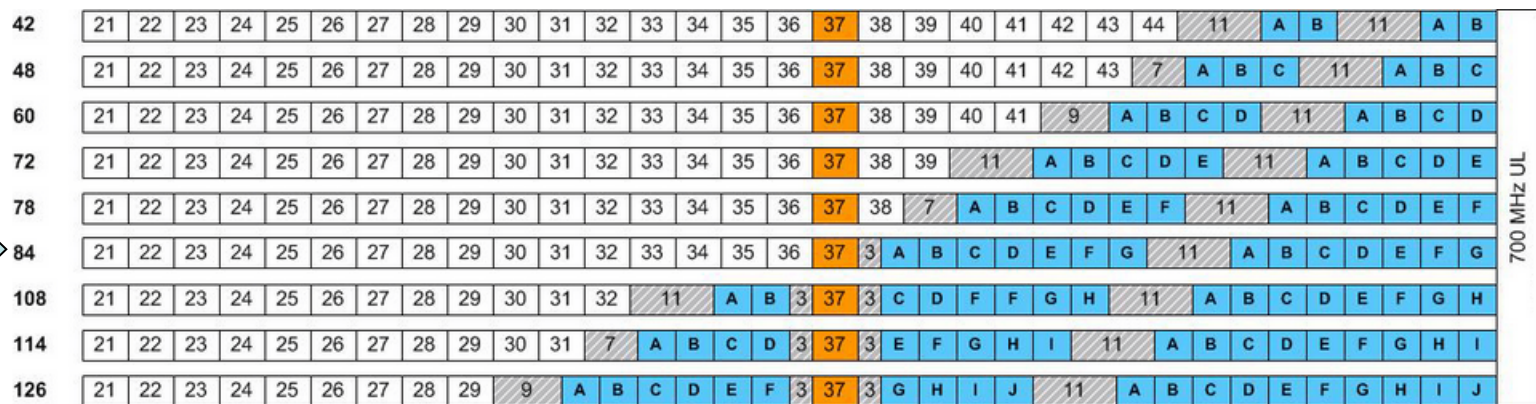 42 21 22 23 24 25 26 27 28 29 30 31 32 33 34 35 36 37 38 39 40 41 42 43 44 11 A B 11 A B
48 21 22 23 24 25 26 27 28 29 30 31 32 33 34 35 36 37 38 39 40 41 42 43 7 A B C 11 A B C
60 21 22 23 24 25 26 27 28 29 30 31 32 33 34 35 36 37 38 39 40 41 9 A B C D 11 A B C D
72 21 22 23 24 25 26 27 28 29 30 31 32 33 34 35 36 37 38 39 11 A B C D E 11 A B C D E
78 21 22 23 24 25 26 27 28 29 30 31 32 33 34 35 36 37 38 7 A B C D E F 11 A B C D E F
84 21 22 23 24 25 26 27 28 29 30 31 32 33 34 35 36 37 3 A B C D E F G 11 A B C D E F G
108 21 22 23 24 25 26 27 28 29 30 31 32 11 A B 3 37 3 C D F F G H 11 A B C D E F G H
114 21 22 23 24 25 26 27 28 29 30 31 7 A B C D 3 37 3 E F G H I 11 A B C D E F G H I
126 21 22 23 24 25 26 27 28 29 9 A B C D E F 3 37 3 G H I J 11 A B C D E F G H I J
700 MHz UL